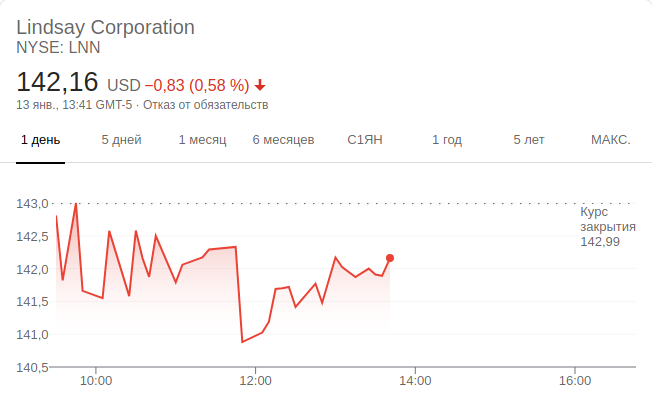 Lindsay Corporation
NYSE: LNN
142,16 USD −0,83 (0,58 %)
13 янв., 13:41 GMT-5 · Отказ от обязательств
1 день 5 дней 1 месяц 6 месяцев С1ЯН 1 год 5 лет МАКС.
143,0
Курс
закрытия
142,99
142,5
142,0
141,5
141,0
140,5
10:00 12:00 14:00 16:00